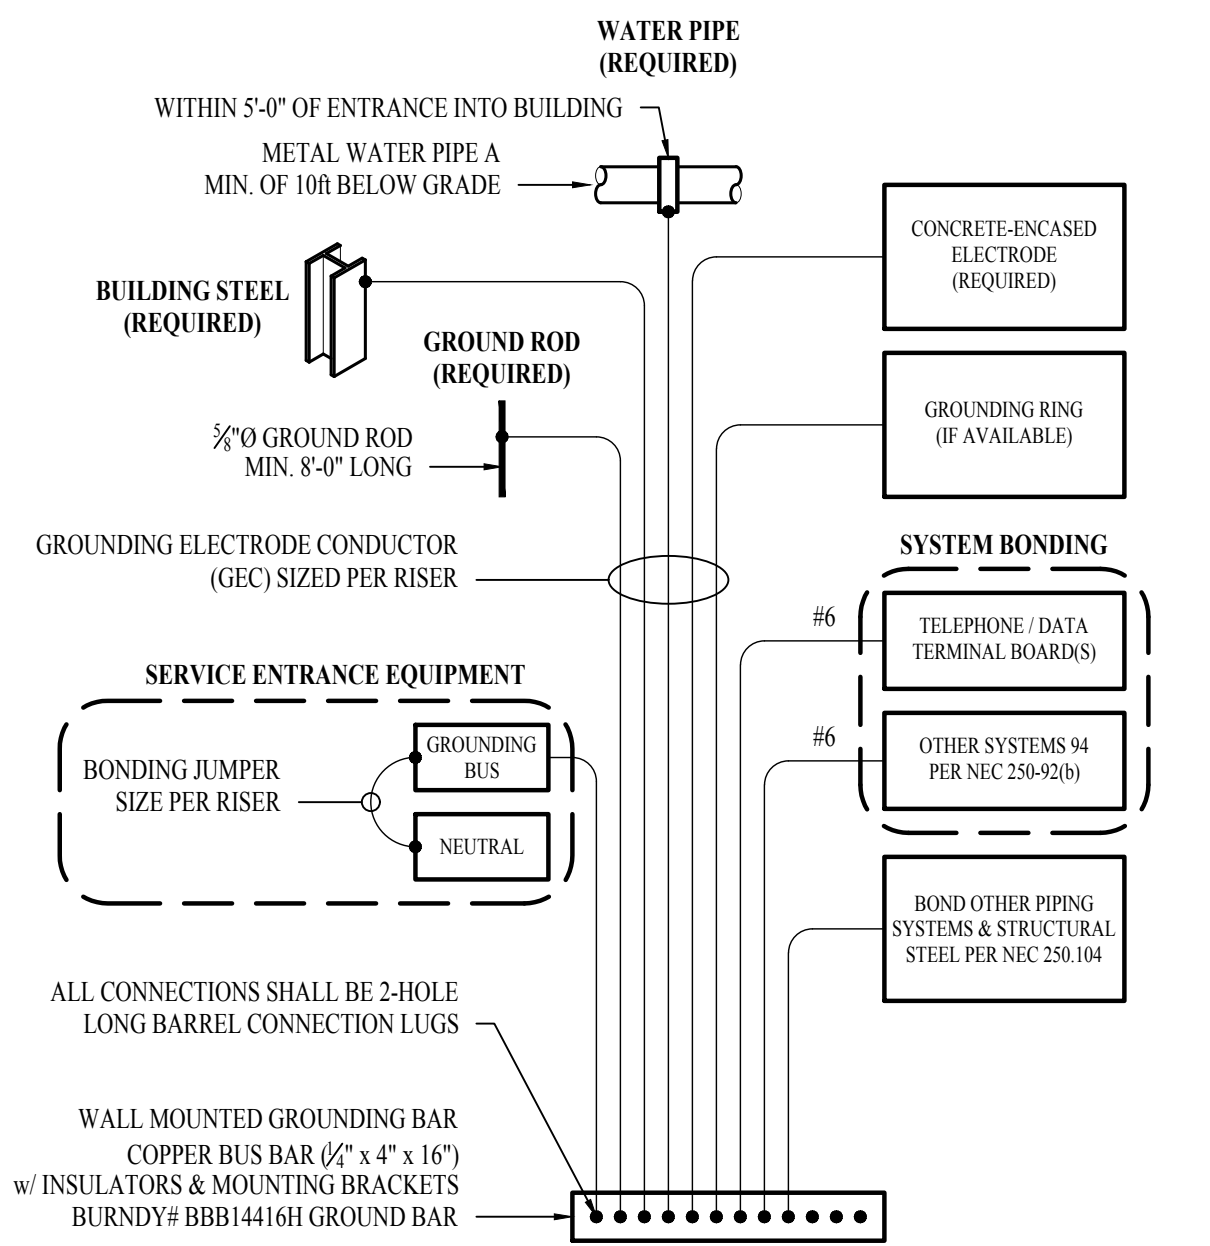 WATER PIPE
(REQUIRED)
WITHIN 5'-0" OF ENTRANCE INTO BUILDING
METAL WATER PIPE A
MIN. OF 10ft BELOW GRADE
CONCRETE-ENCASED
ELECTRODE
(REQUIRED)
BUILDING STEEL
(REQUIRED)
GROUND ROD
(REQUIRED)
GROUNDING RING
(IF AVAILABLE)
5/8"Ø GROUND ROD
MIN. 8'-0" LONG
GROUNDING ELECTRODE CONDUCTOR
(GEC) SIZED PER RISER
SYSTEM BONDING
#6
TELEPHONE / DATA
TERMINAL BOARD(S)
SERVICE ENTRANCE EQUIPMENT
GROUNDING
BUS
BONDING JUMPER
SIZE PER RISER
NEUTRAL
#6
OTHER SYSTEMS 94
PER NEC 250-92(b)
BOND OTHER PIPING
SYSTEMS & STRUCTURAL
STEEL PER NEC 250.104
ALL CONNECTIONS SHALL BE 2-HOLE
LONG BARREL CONNECTION LUGS
WALL MOUNTED GROUNDING BAR
COPPER BUS BAR (1/4" x 4" x 16")
w/ INSULATORS & MOUNTING BRACKETS
BURNDY# BBB14416H GROUND BAR